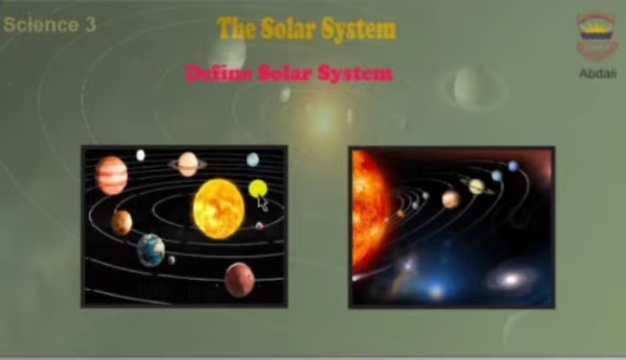 Science 3
The Solar System
Define Solar System
Abdali